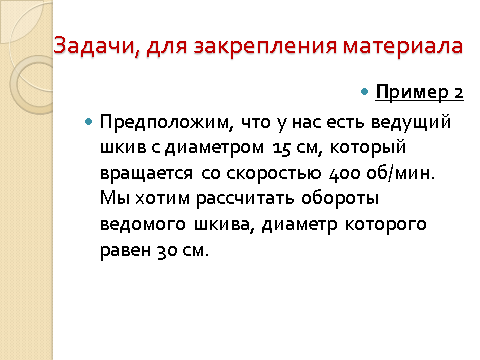 Задачи, для закрепления материала
Пример 2
Предположим, что у нас есть ведущий
шкив с диаметром 15 см, который
вращается со скоростью 400 об/мин.
Мы хотим рассчитать обороты
ведомого шкива, диаметр которого
равен 30 см.